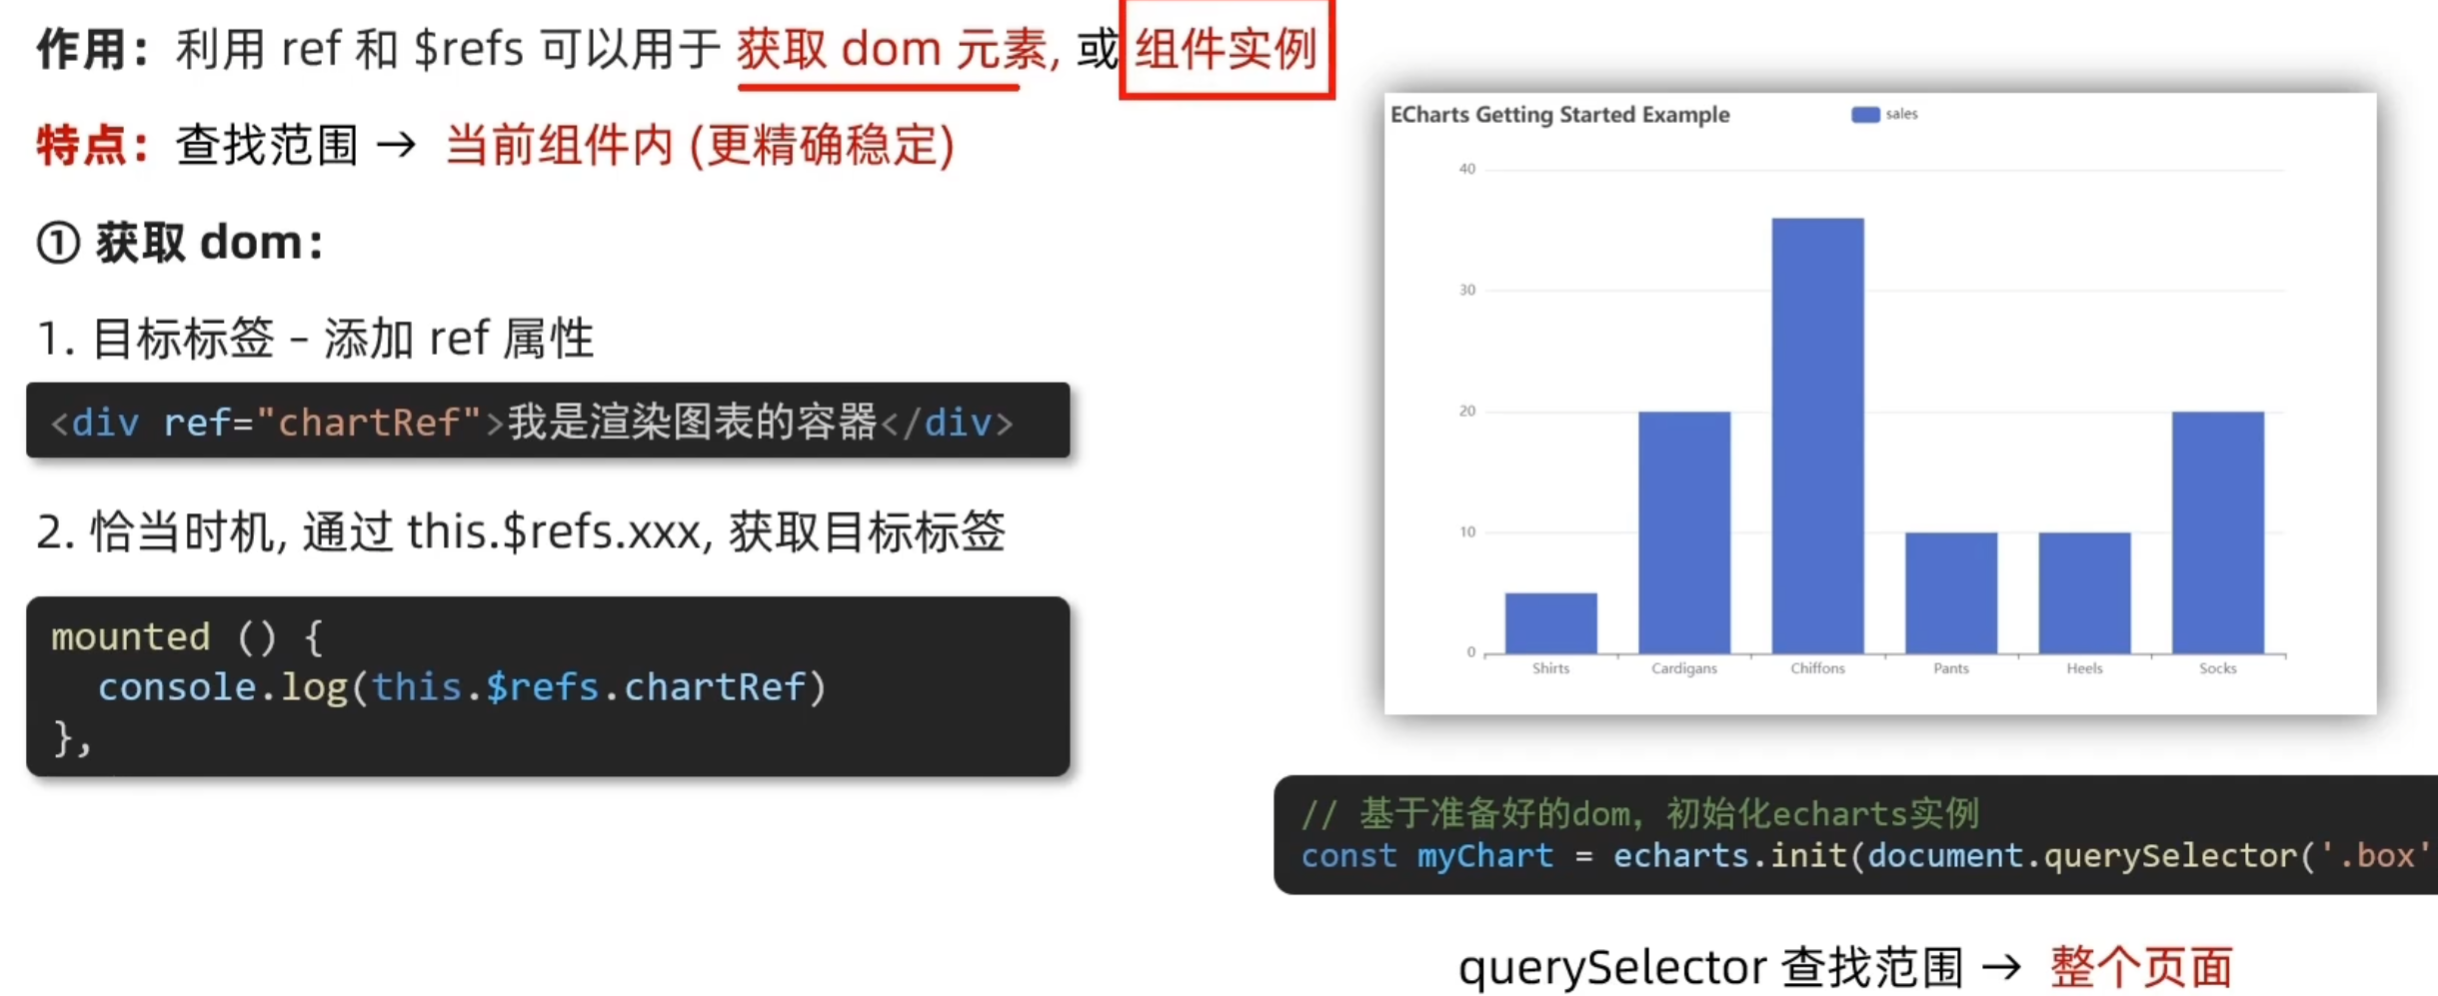 作用：利用 ref 和 $refs 可以用于 获取 dom 元素, 或 组件实例
特点：查找范围 → 当前组件内 (更精确稳定)
① 获取 dom：
1. 目标标签 – 添加 ref 属性
<div ref="chartRef">我是渲染图表的容器</div>
2. 恰当时机, 通过 this.$refs.xxx, 获取目标标签
mounted () {
  console.log(this.$refs.chartRef)
},
ECharts Getting Started Example
sales
40
30
20
10
0
Shirts Cardigans Chiffons Pants Heels Socks
// 基于准备好的dom，初始化echarts实例
const myChart = echarts.init(document.querySelector('.box'
querySelector 查找范围 → 整个页面